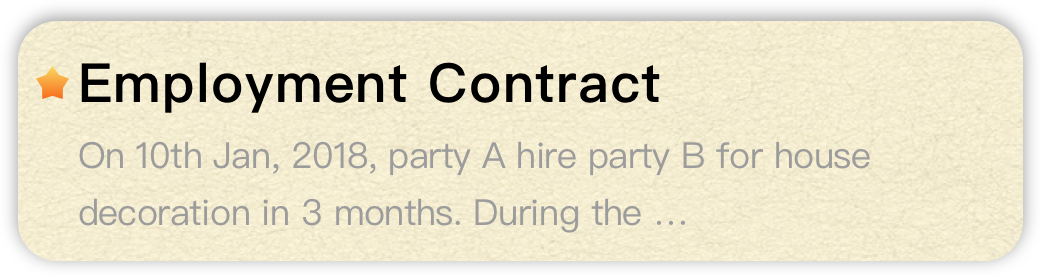 Employment Contract
On 10th Jan, 2018, party A hire party B for house
decoration in 3 months. During the ...